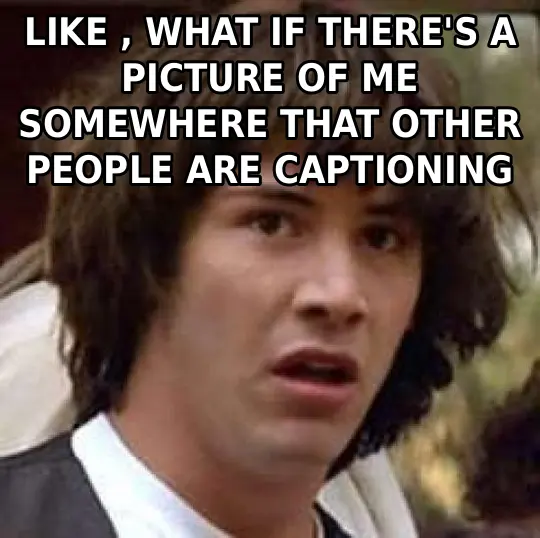 LIKE , WHAT IF THERE'S A
PICTURE OF ME
SOMEWHERE THAT OTHER
PEOPLE ARE CAPTIONING